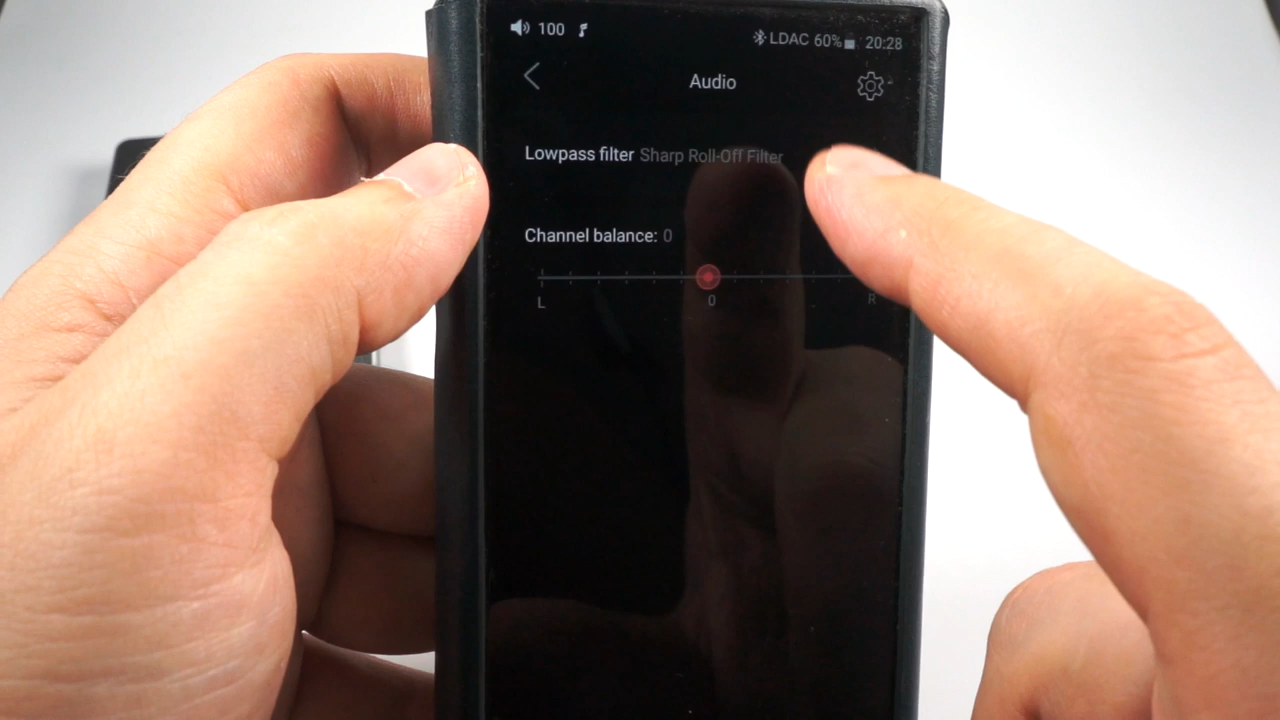 100 LDAC 60% 20:28
Audio
Lowpass filter Sharp Roll-Off Filter
Channel balance: 0
L 0 R